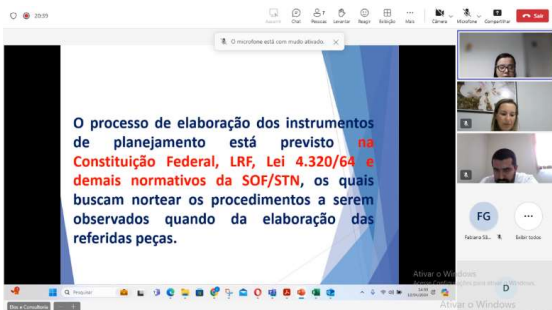 20:39
Chat Pessoas Levantar Reagir Exibição Mais Câmera Microfone Compartilhar Sair
O microfone está com mudo ativado.
O processo de elaboração dos instrumentos
de planejamento está previsto na
Constituição Federal, LRF, Lei 4.320/64 e
demais normativos da SOF/STN, os quais
buscam nortear os procedimentos a serem
observados quando da elaboração das
referidas peças.
FG
Exibir todos
Ativar o Windows
D
Pesquisar
Ativar o Windows